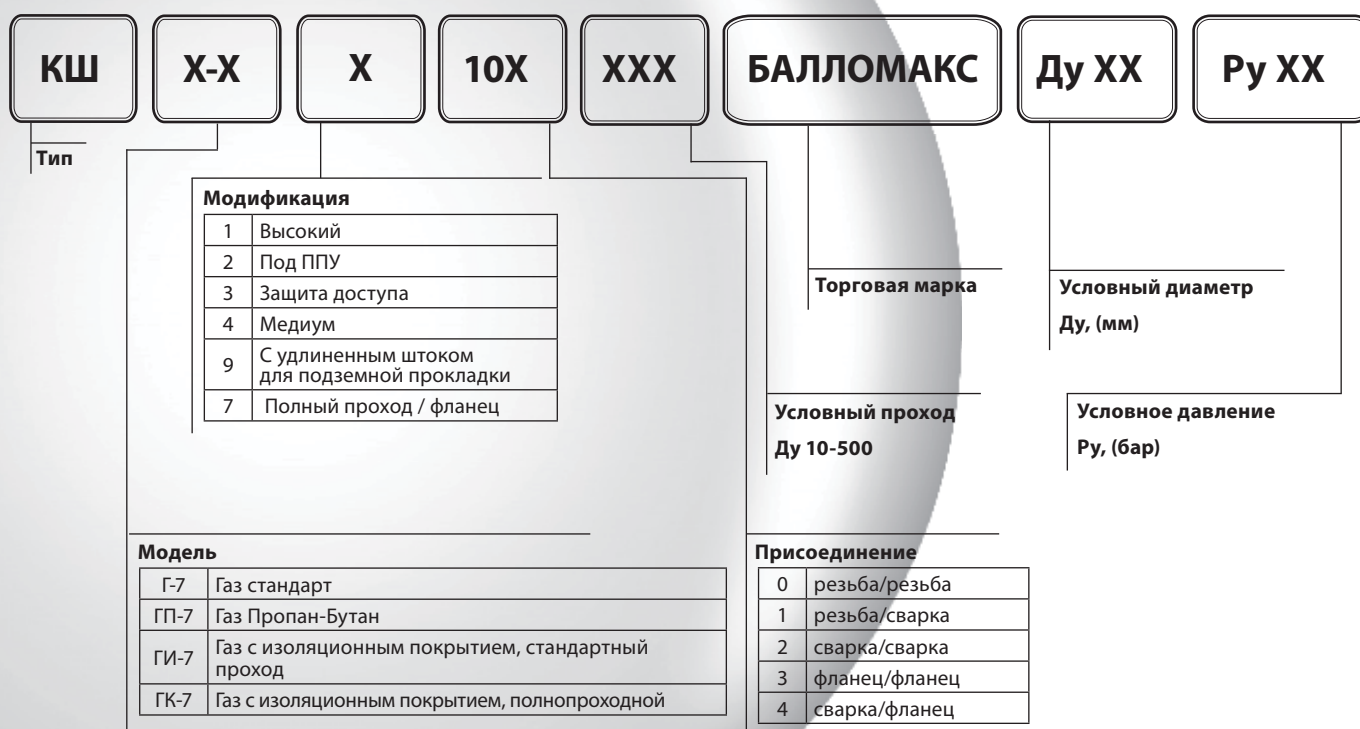 КШ Х-Х Х 10Х ХХХ БАЛЛОМАКС Ду ХХ Ру ХХ
Тип
Модификация
1 Высокий
2 Под ППУ
3 Защита доступа
4 Медиум
9 С удлиненным штоком
для подземной прокладки
7 Полный проход / фланец
Торговая марка
Условный диаметр
Ду, (мм)
Условный проход
Ду 10-500
Условное давление
Ру, (бар)
Модель
Г-7 Газ стандарт
ГП-7 Газ Пропан-Бутан
ГИ-7 Газ с изоляционным покрытием, стандартный
проход
ГК-7 Газ с изоляционным покрытием, полнопроходной
Присоединение
0 резьба/резьба
1 резьба/сварка
2 сварка/сварка
3 фланец/фланец
4 сварка/фланец